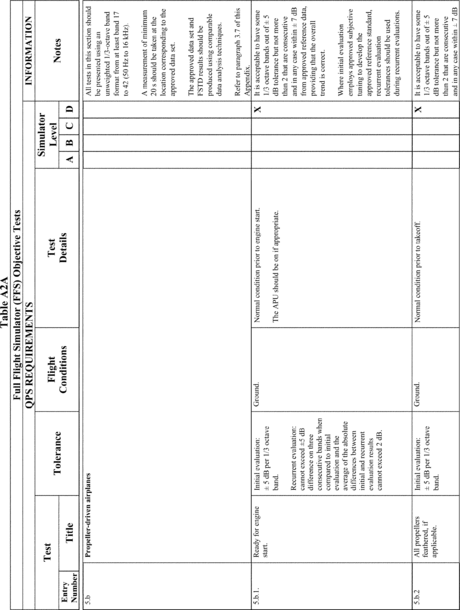 Table A2A
Full Flight Simulator (FFS) Objective Tests
QPS REQUIREMENTS
INFORMATION
Test
Tolerance
Flight
Conditions
Test
Details
Simulator
Level
Notes
Entry
Number
Title
A B C D
5.b
Propeller-driven airplanes
All tests in this section should
be presented using an
unweighted 1/3-octave band
format from at least band 17
to 42 (50 Hz to 16 kHz).
A measurement of minimum
20 s should be taken at the
location corresponding to the
approved data set.
The approved data set and
FSTD results should be
produced using comparable
data analysis techniques.
Refer to paragraph 3.7 of this
Appendix.
5.b.1.
Ready for engine
start.
Initial evaluation:
± 5 dB per 1/3 octave
band.
Recurrent evaluation:
cannot exceed ±5 dB
difference on three
consecutive bands when
compared to initial
evaluation and the
average of the absolute
differences between
initial and recurrent
evaluation results
cannot exceed 2 dB.
Ground.
Normal condition prior to engine start.
The APU should be on if appropriate.
X
It is acceptable to have some
1/3 octave bands out of ± 5
dB tolerance but not more
than 2 that are consecutive
and in any case within ± 7 dB
from approved reference data,
providing that the overall
trend is correct.
Where initial evaluation
employs approved subjective
tuning to develop the
approved reference standard,
recurrent evaluation
tolerances should be used
during recurrent evaluations.
5.b.2
All propellers
feathered, if
applicable.
Initial evaluation:
± 5 dB per 1/3 octave
band.
Ground.
Normal condition prior to takeoff.
X
It is acceptable to have some
1/3 octave bands out of ± 5
dB tolerance but not more
than 2 that are consecutive
and in any case within ± 7 dB